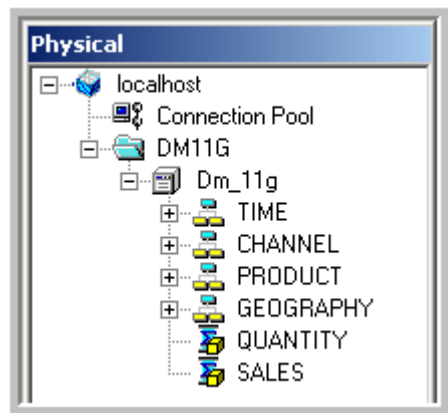 Physical
localhost
Connection Pool
DM11G
Dm_11g
TIME
CHANNEL
PRODUCT
GEOGRAPHY
QUANTITY
SALES